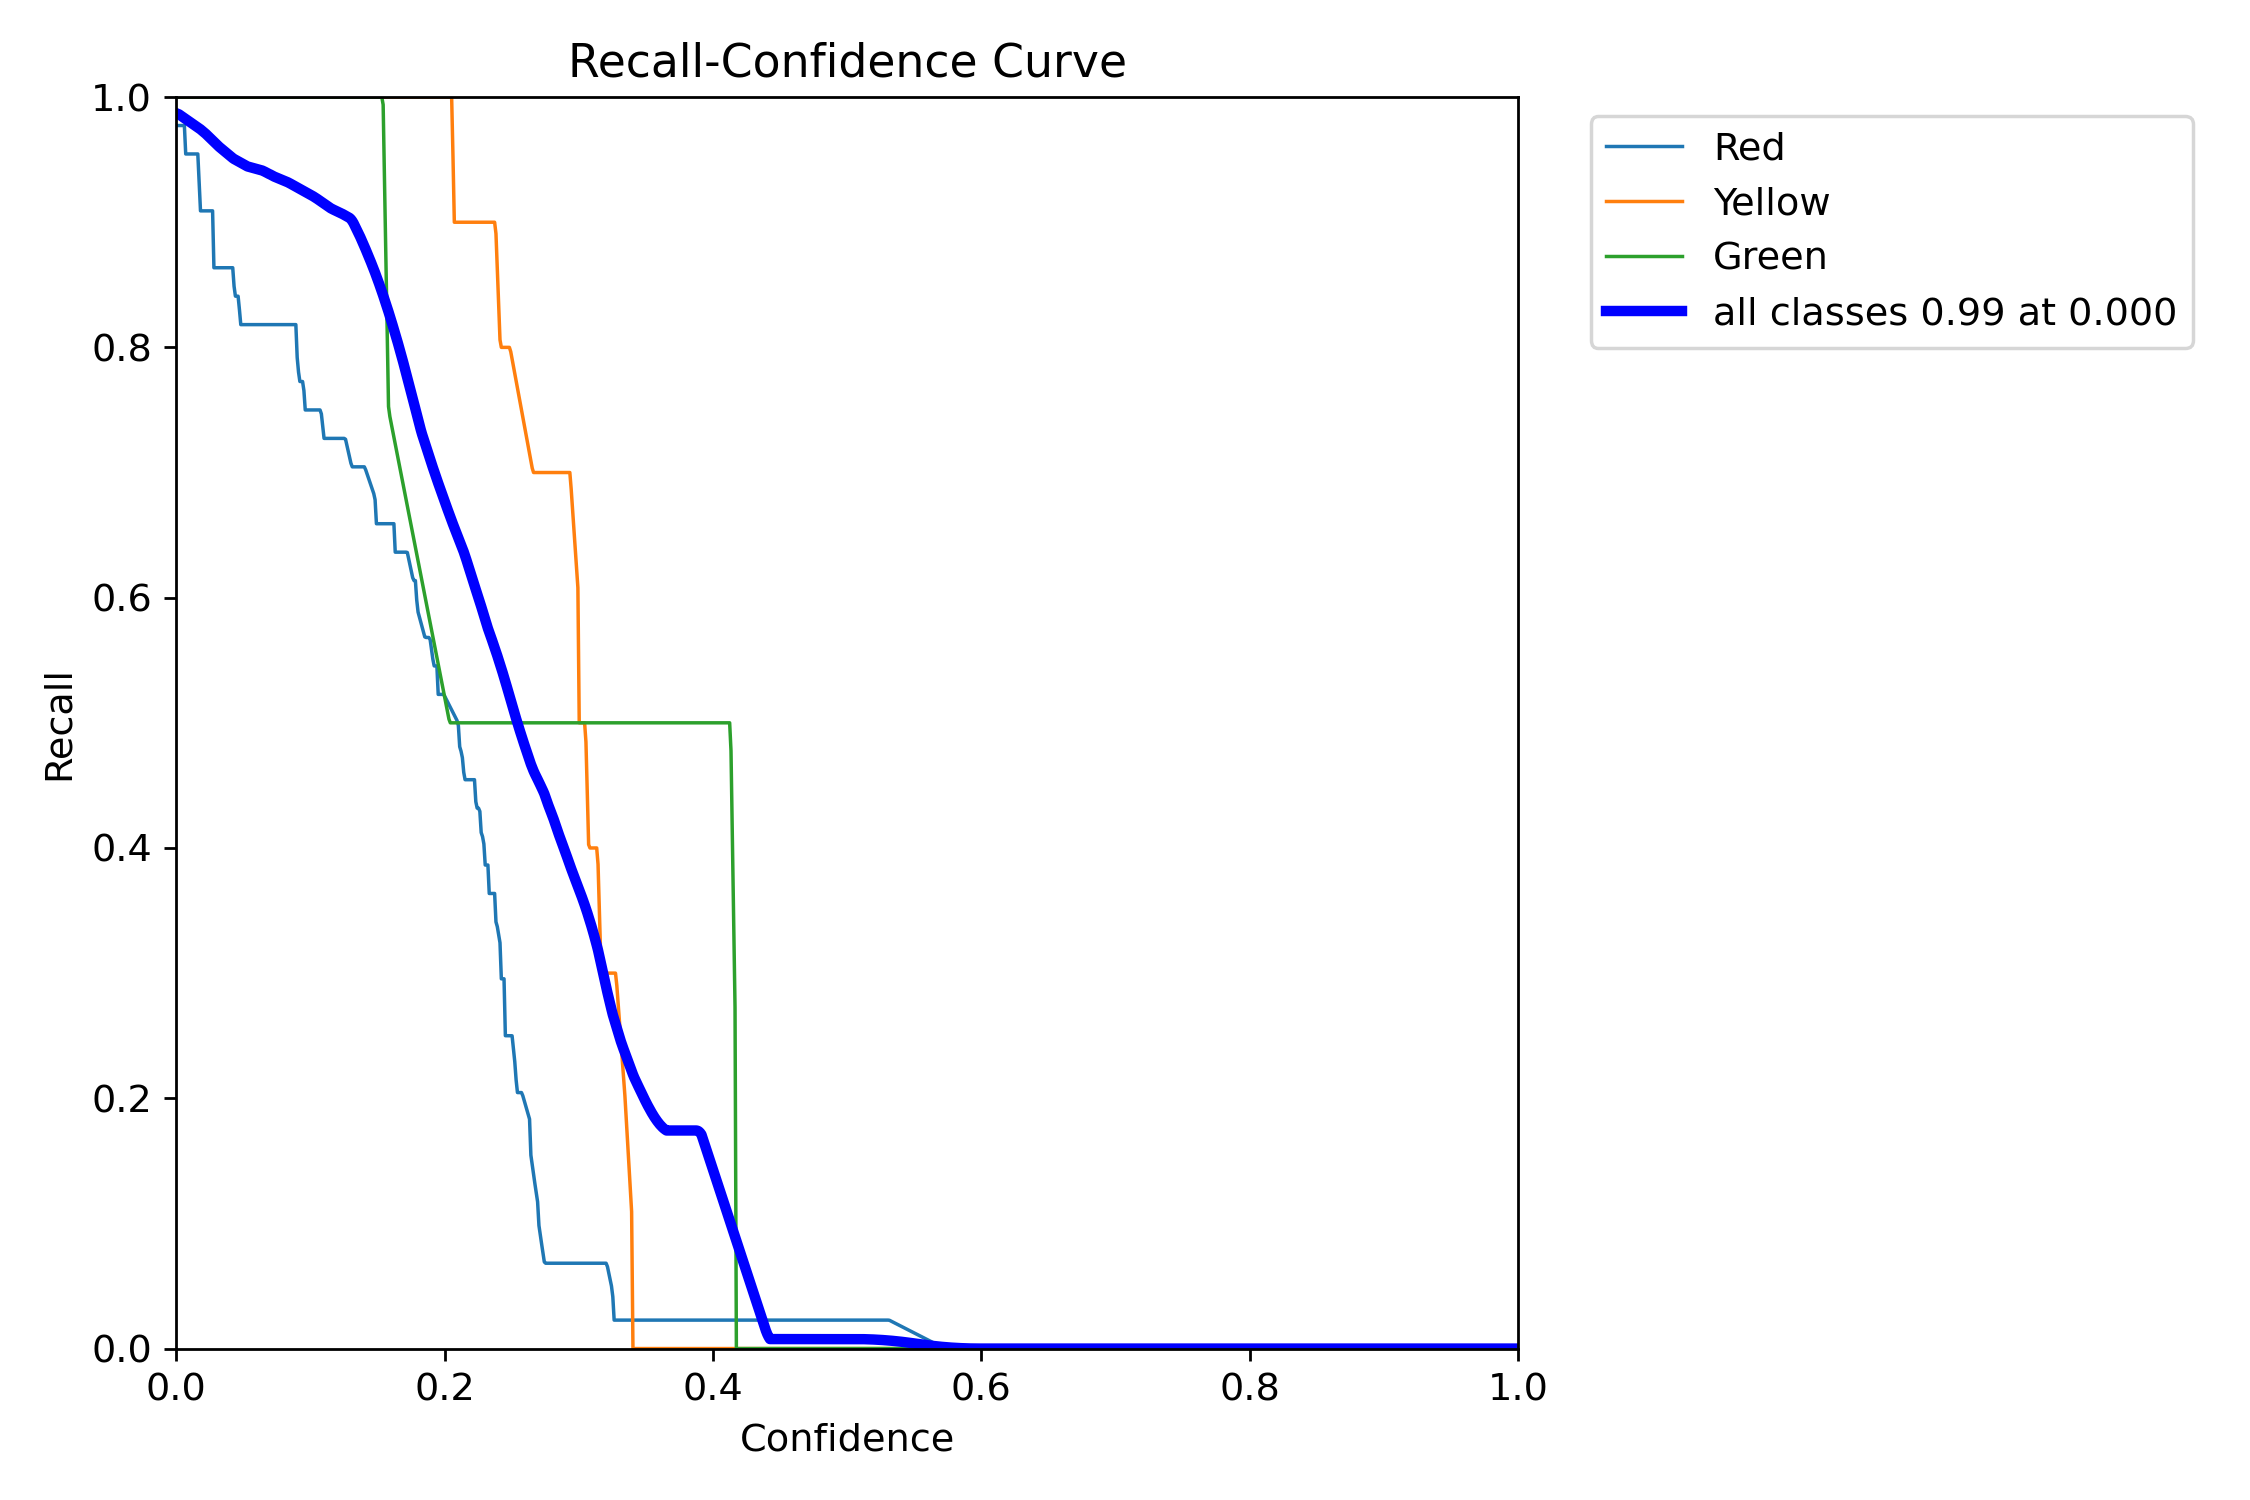 Recall-Confidence Curve
1.0
0.8
0.6
0.4
0.2
0.0
Recall
0.0 0.2 0.4 0.6 0.8 1.0
Confidence
Red
Yellow
Green
all classes 0.99 at 0.000